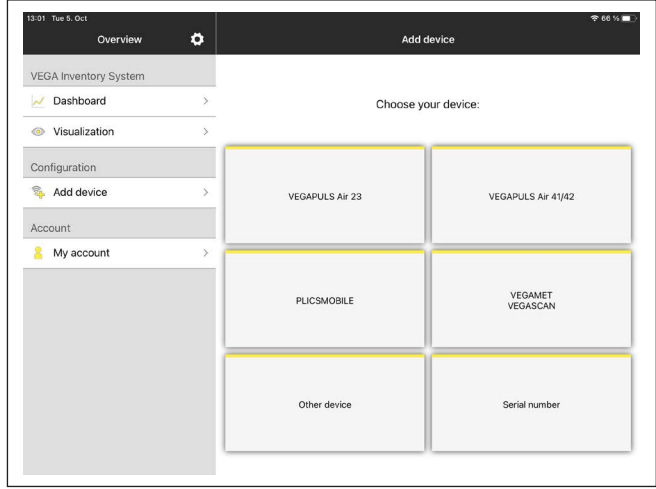 13:01 Tue 5. Oct
66 %
Overview
Add device
VEGA Inventory System
Dashboard
Visualization
Configuration
Add device
Account
My account
Choose your device:
VEGAPULS Air 23
VEGAPULS Air 41/42
PLICSMOBILE
VEGAMET
VEGASCAN
Other device
Serial number